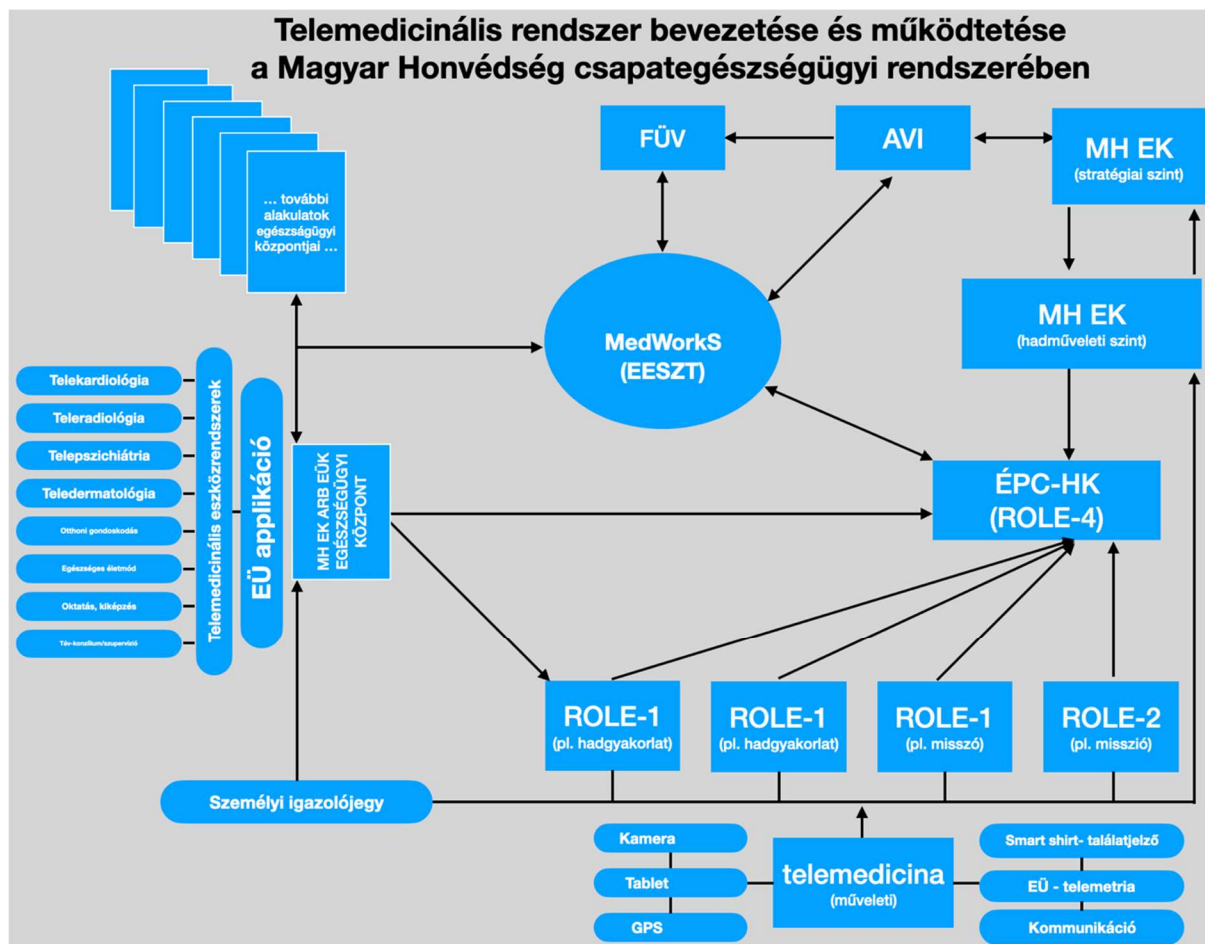 Telemedicinális rendszer bevezetése és működtetése
a Magyar Honvédség csapategészségügyi rendszerében
FÜV
AVI
MH EK
(stratégiai szint)
... további
alakulatok
egészságügyi
központjai ...
MedWorkS
(EESZT)
MH EK
(hadműveleti szint)
Telekardiológia
Teleradiológia
Telepszichiátria
Teledermatológia
Otthoni gondoskodás
Egészséges életmód
Oktatás, kiképzés
Táv-konzílium/szupervízió
Telemedicinális eszközrendszerek
EÜ applikáció
MH EK ARB EÜK
EGÉSZSÉGÜGYI
KÖZPONT
ÉPC-HK
(ROLE-4)
ROLE-1
(pl. hadgyakorlat)
ROLE-1
(pl. hadgyakorlat)
ROLE-1
(pl. misszó)
ROLE-2
(pl. misszió)
Személyi igazolójegy
Kamera
Tablet
GPS
telemedicina
(műveleti)
Smart shirt- találatjelző
EÜ - telemetria
Kommunikáció